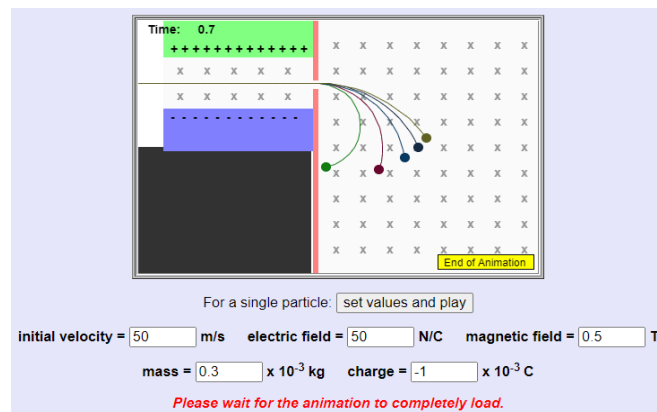 Time: 0.7
+ + + + + + + + + + + + +
x x x x x x x x
x x x x x x x x x x x x x
x x x x x x x x
x x x x x x x x x x x x x
- - - - - - - - - - - -
x x x x x x x x
x x x x x x x x
x x x x x x x x
x x x x x x x x
x x x x x x x x
x x x x x x x x
End of Animation
For a single particle: set values and play
initial velocity = 50 m/s electric field = 50 N/C magnetic field = 0.5 T
mass = 0.3 x 10-3 kg charge = -1 x 10-3 C
Please wait for the animation to completely load.